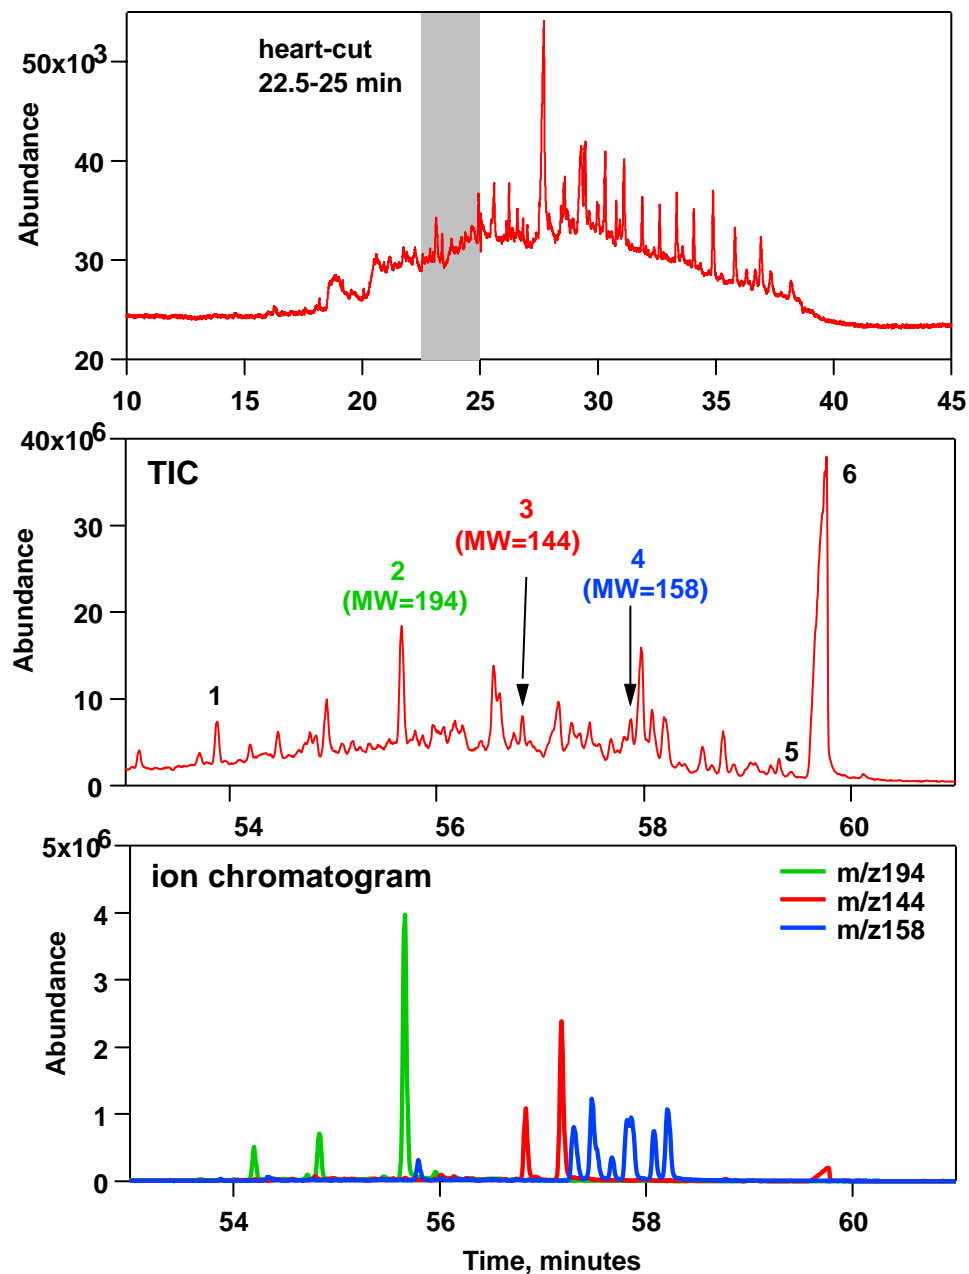 heart-cut
22.5-25 min
50x10³
40
30
20
Abundance
10 15 20 25 30 35 40 45
TIC
40x10⁶
30
20
10
0
Abundance
1
2
(MW=194)
3
(MW=144)
4
(MW=158)
5
6
54 56 58 60
ion chromatogram
5x10⁶
4
3
2
1
0
Abundance
m/z194
m/z144
m/z158
54 56 58 60
Time, minutes